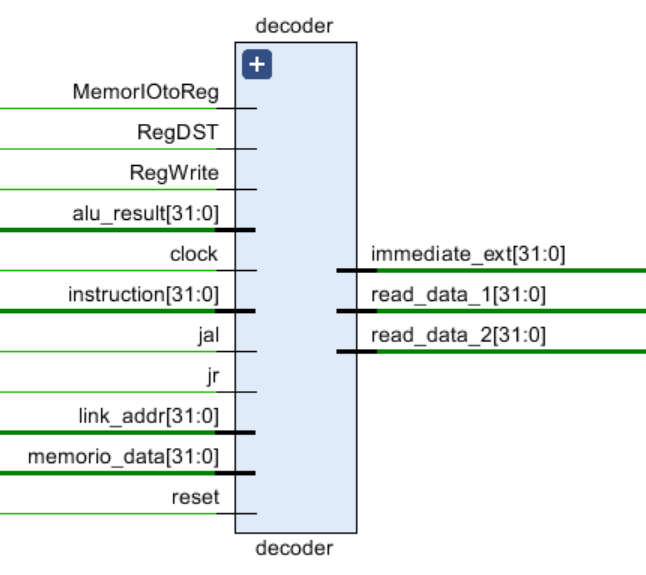 decoder
+
MemorIOtoReg
RegDST
RegWrite
alu_result[31:0]
clock
instruction[31:0]
jal
jr
link_addr[31:0]
memorio_data[31:0]
reset
immediate_ext[31:0]
read_data_1[31:0]
read_data_2[31:0]
decoder